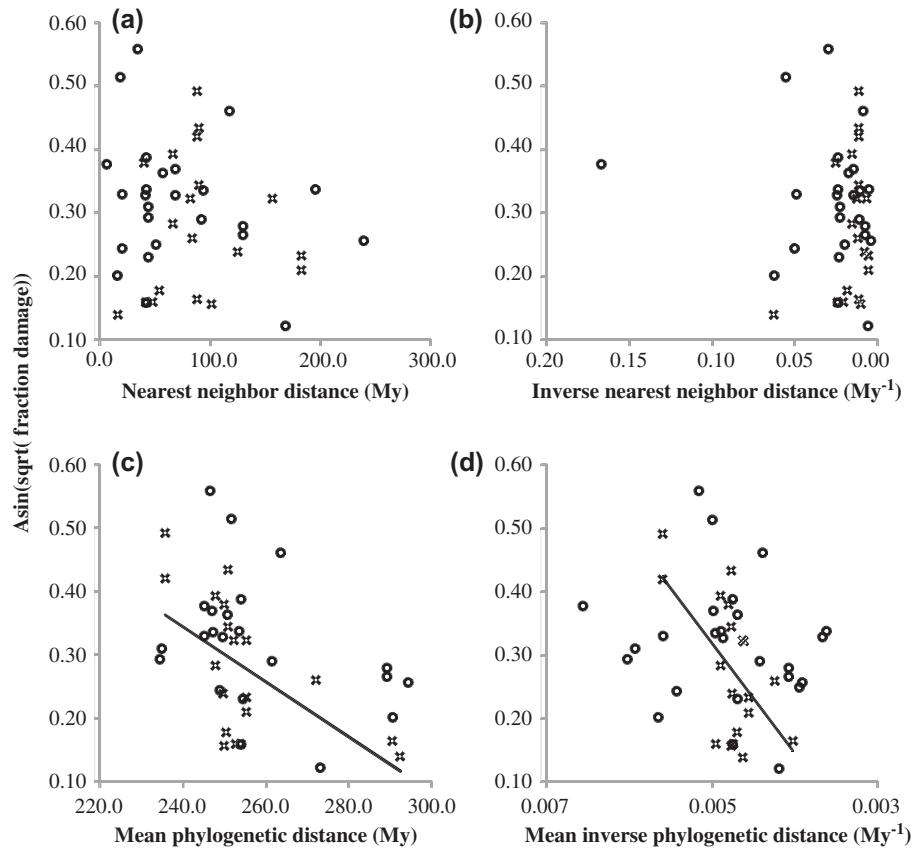 Asin(sqrt( fraction damage))
(a)
0.60
0.50
0.40
0.30
0.20
0.10
0.0 100.0 200.0 300.0
Nearest neighbor distance (My)
(b)
0.60
0.50
0.40
0.30
0.20
0.10
0.20 0.15 0.10 0.05 0.00
Inverse nearest neighbor distance (My-1)
(c)
0.60
0.50
0.40
0.30
0.20
0.10
220.0 240.0 260.0 280.0 300.0
Mean phylogenetic distance (My)
(d)
0.60
0.50
0.40
0.30
0.20
0.10
0.007 0.005 0.003
Mean inverse phylogenetic distance (My-1)